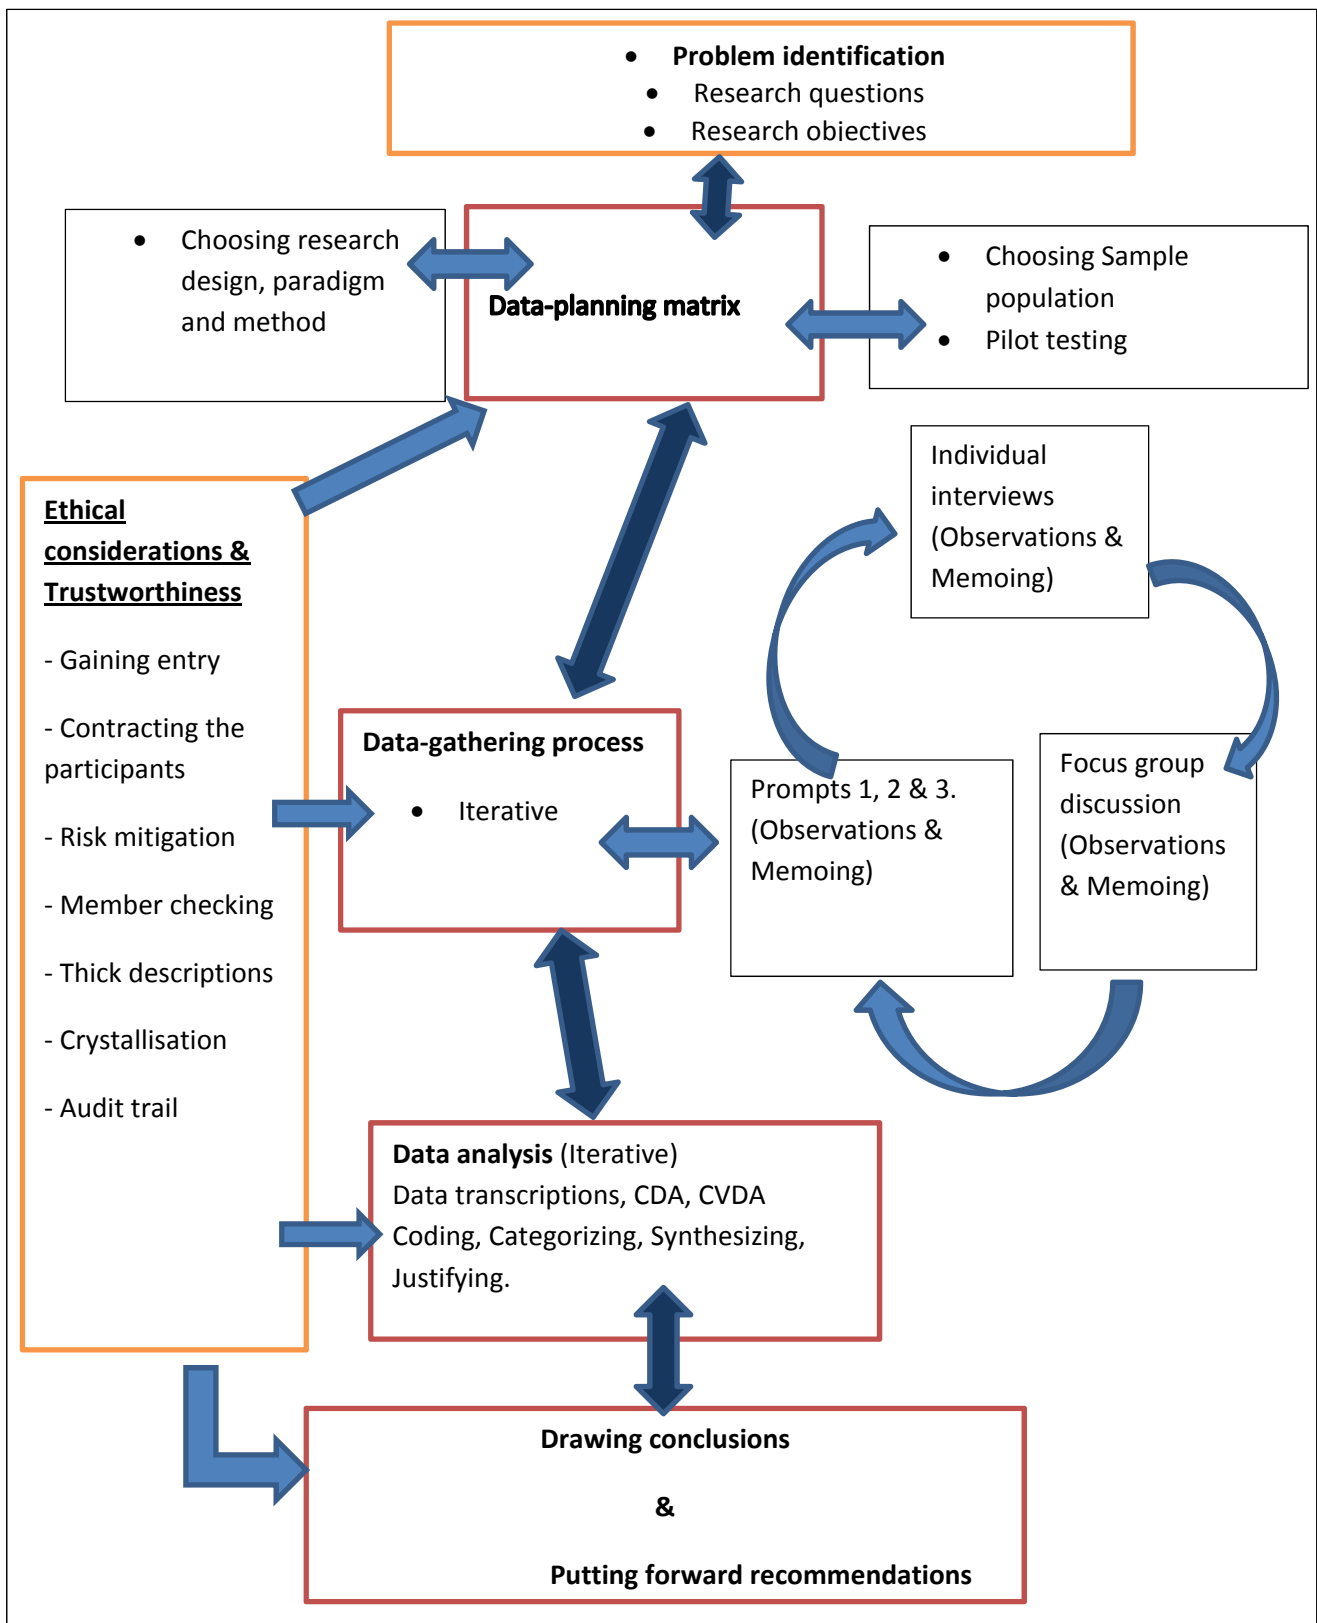 • Problem identification
• Research questions
• Research objectives
• Choosing research
design, paradigm
and method
Data-planning matrix
• Choosing Sample
population
• Pilot testing
Individual
interviews
(Observations &
Memoing)
Ethical
considerations &
Trustworthiness
- Gaining entry
- Contracting the
participants
- Risk mitigation
- Member checking
- Thick descriptions
- Crystallisation
- Audit trail
Data-gathering process
• Iterative
Prompts 1, 2 & 3.
(Observations &
Memoing)
Focus group
discussion
(Observations
& Memoing)
Data analysis (Iterative)
Data transcriptions, CDA, CVDA
Coding, Categorizing, Synthesizing,
Justifying.
Drawing conclusions
&
Putting forward recommendations